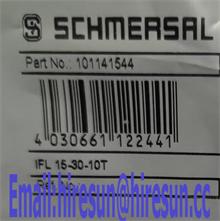 SCHMERSAL
Part No.: 101141544
4 030661 122441
IFL 15-30-10T
Email:hiresun@hiresun.cc